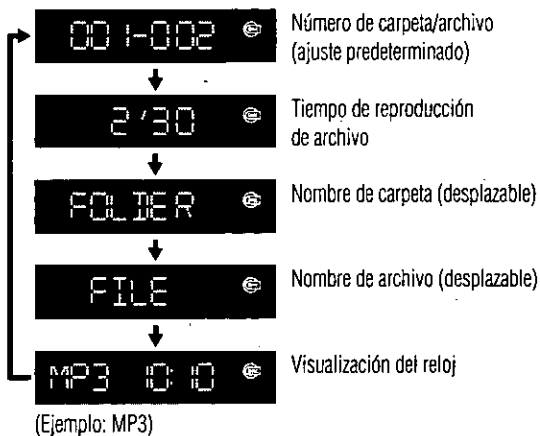 001-002
Número de carpeta/archivo
(ajuste predeterminado)
2'30
Tiempo de reproducción
de archivo
FOLDER
Nombre de carpeta (desplazable)
FILE
Nombre de archivo (desplazable)
MP3 10:10
Visualización del reloj
(Ejemplo: MP3)